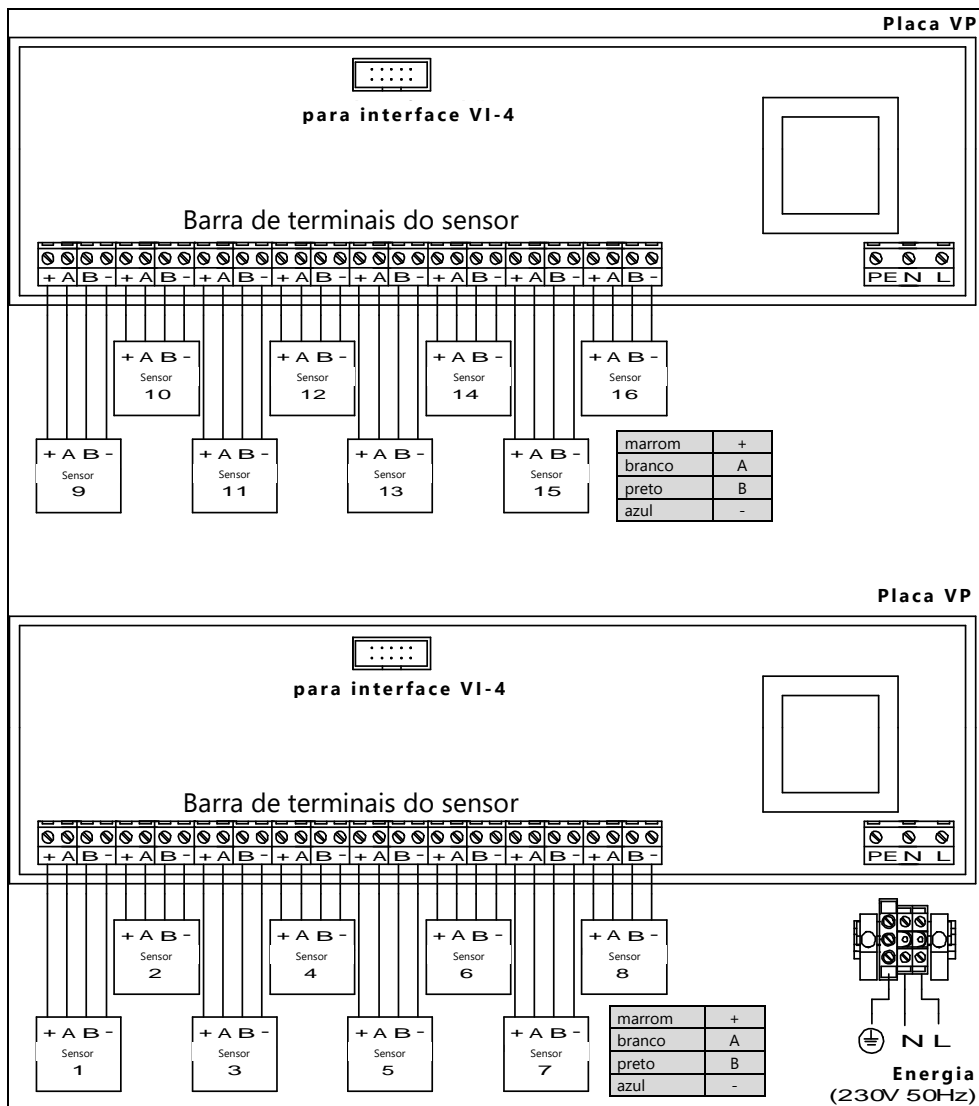 Placa VP
para interface VI-4
Barra de terminais do sensor
+ A B - + A B - + A B - + A B - + A B - + A B - + A B - + A B -
PE N L
+ A B - + A B - + A B - + A B -
Sensor Sensor Sensor Sensor
10 12 14 16
+ A B - + A B - + A B - + A B -
Sensor Sensor Sensor Sensor
9 11 13 15
marrom +
branco A
preto B
azul -
Placa VP
para interface VI-4
Barra de terminais do sensor
+ A B - + A B - + A B - + A B - + A B - + A B - + A B - + A B -
PE N L
+ A B - + A B - + A B - + A B -
Sensor Sensor Sensor Sensor
2 4 6 8
+ A B - + A B - + A B - + A B -
Sensor Sensor Sensor Sensor
1 3 5 7
marrom +
branco A
preto B
azul -
N L
Energia
(230V 50Hz)